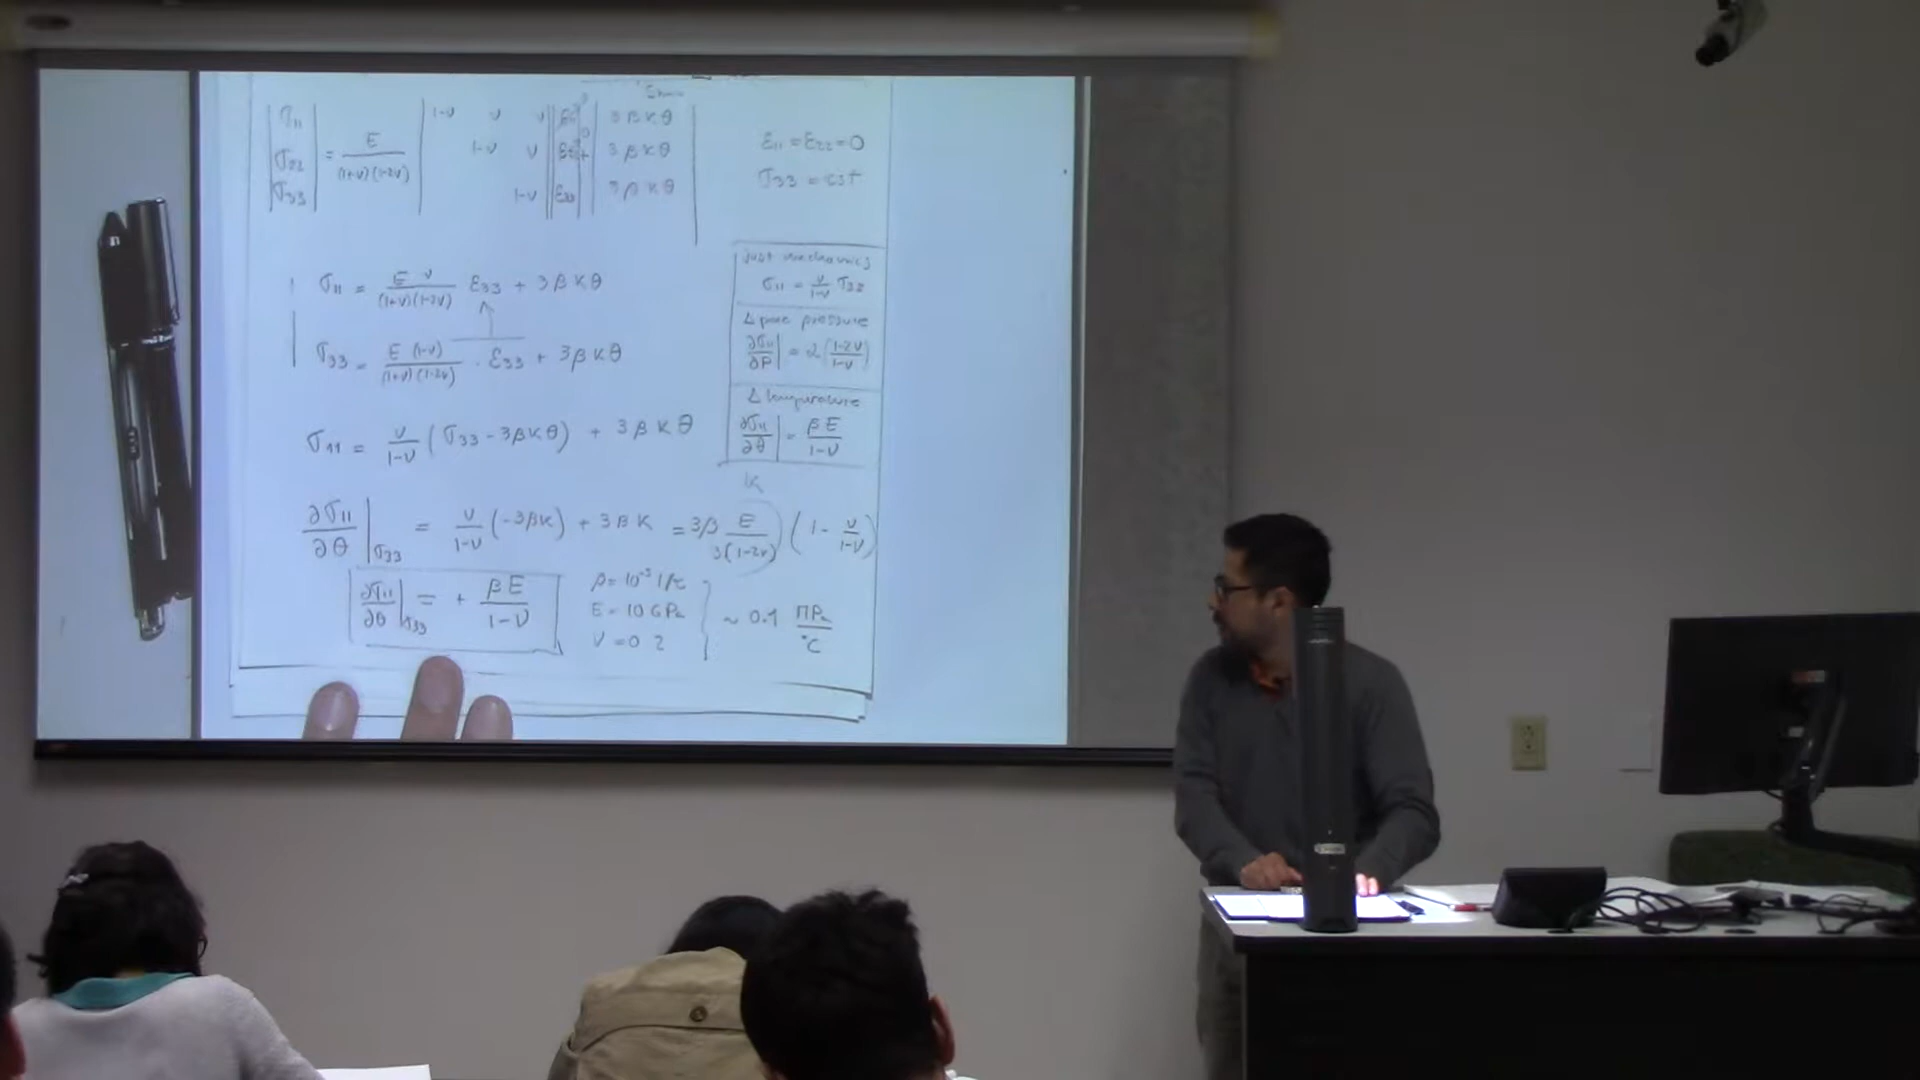 σ11 σ22 σ33 = E/((1+ν)(1-2ν)) 1-ν ν ν 1-ν ν 1-ν ε11 ε22 ε33 + 3βKθ 3βKθ 3βKθ
ε11 = ε22 = 0
σ33 = cst
σ11 = E ν/((1+ν)(1-2ν)) ε33 + 3βKθ
σ33 = E (1-ν)/((1+ν)(1-2ν)) · ε33 + 3βKθ
σ11 = ν/(1-ν) (σ33 - 3βKθ) + 3βKθ
∂σ11/∂θ |σ33 = ν/(1-ν) (-3βK) + 3βK = 3β E/(3(1-2ν)) (1 - ν/(1-ν))
∂σ11/∂θ |σ33 = + βE/(1-ν)
β = 10⁻⁵ 1/°C
E = 10 GPa
ν = 0.2
~ 0.1 MPa/°C
Just mechanics
σ11 = ν/(1-ν) σ33
Δ pore pressure
∂σ11/∂P | = α (1-2ν)/(1-ν)
Δ temperature
∂σ11/∂θ | = βE/(1-ν)
K